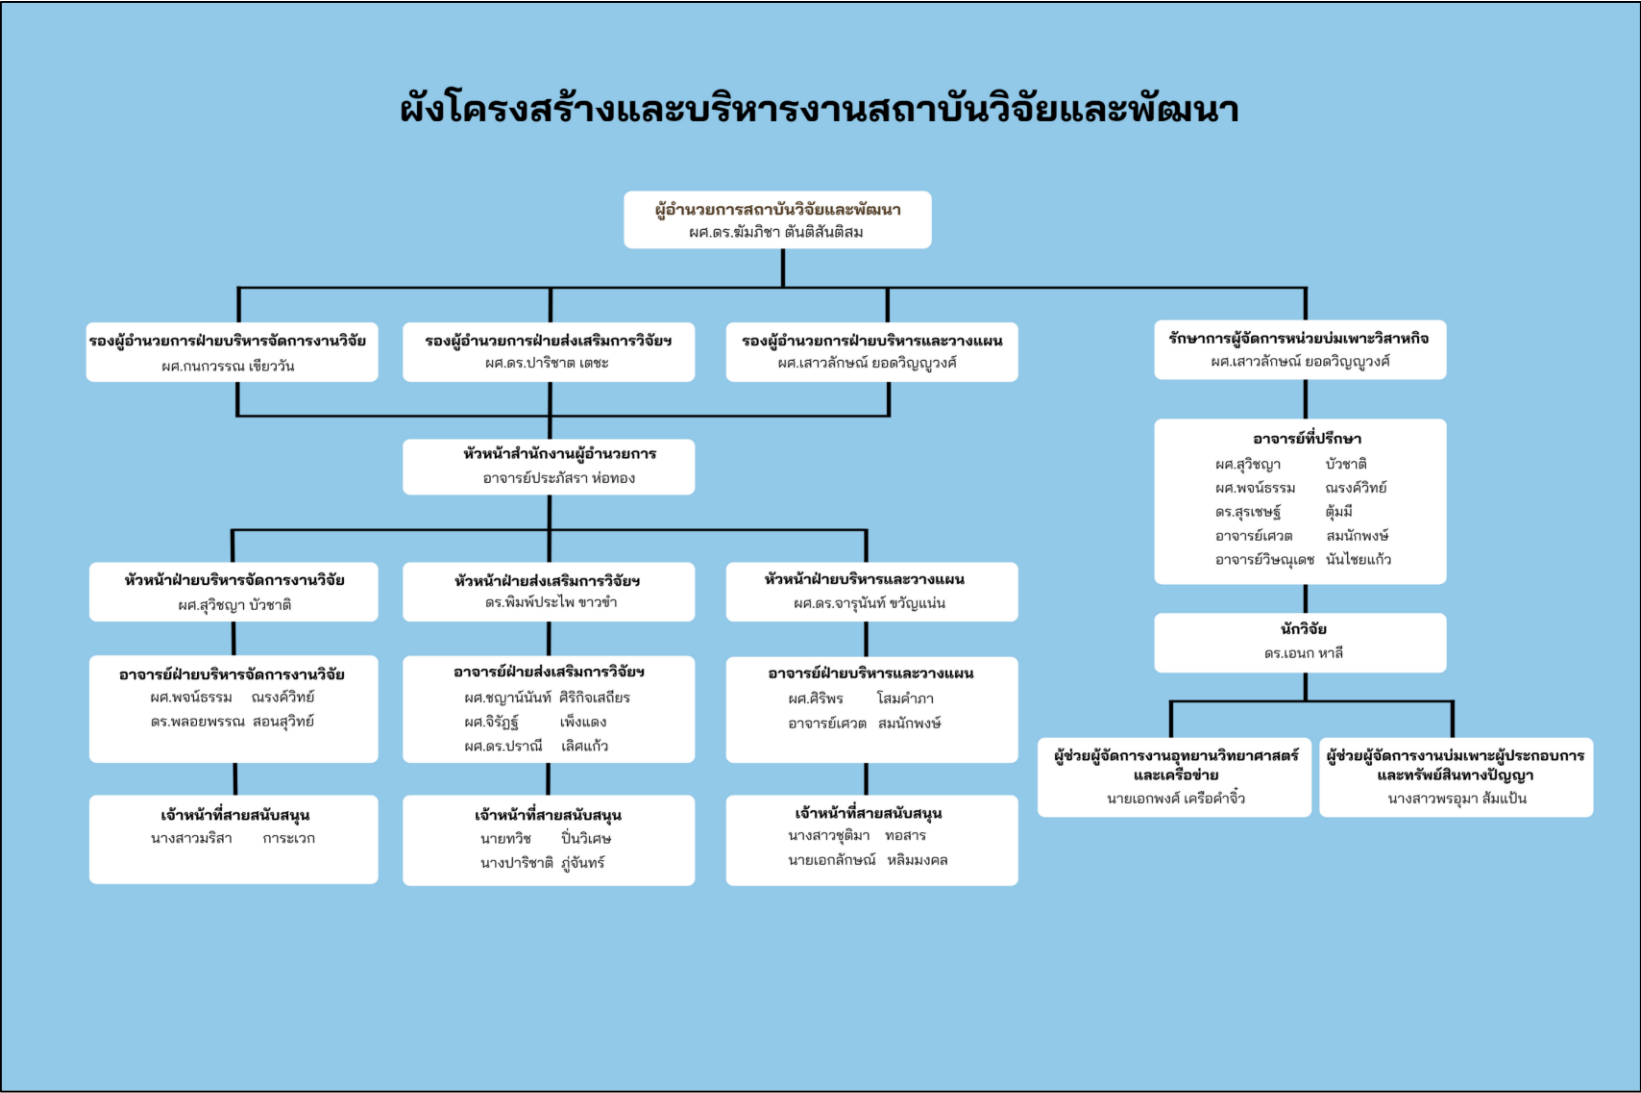 ผังโครงสร้างและบริหารงานสถาบันวิจัยและพัฒนา
ผู้อำนวยการสถาบันวิจัยและพัฒนา
ผศ.ดร.ฆัมภิชา ตันติสันติสม
รองผู้อำนวยการฝ่ายบริหารจัดการงานวิจัย
ผศ.กนกวรรณ เขียววัน
รองผู้อำนวยการฝ่ายส่งเสริมการวิจัยฯ
ผศ.ดร.ปาริชาต เตชะ
รองผู้อำนวยการฝ่ายบริหารและวางแผน
ผศ.เสาวลักษณ์ ยอดวิญญูวงศ์
รักษาการผู้จัดการหน่วยบ่มเพาะวิสาหกิจ
ผศ.เสาวลักษณ์ ยอดวิญญูวงศ์
หัวหน้าสำนักงานผู้อำนวยการ
อาจารย์ประภัสรา ห่อทอง
อาจารย์ที่ปรึกษา
ผศ.สุวิชญา บัวชาติ
ผศ.พจน์ธรรม ณรงค์วิทย์
ดร.สุรเชษฐ์ ตุ้มมี
อาจารย์เศวต สมนักพงษ์
อาจารย์วิษณุเดช นันไชยแก้ว
หัวหน้าฝ่ายบริหารจัดการงานวิจัย
ผศ.สุวิชญา บัวชาติ
หัวหน้าฝ่ายส่งเสริมการวิจัยฯ
ดร.พิมพ์ประไพ ขาวขำ
หัวหน้าฝ่ายบริหารและวางแผน
ผศ.ดร.จารุนันท์ ขวัญแน่น
นักวิจัย
ดร.เอนก หาลี
อาจารย์ฝ่ายบริหารจัดการงานวิจัย
ผศ.พจน์ธรรม ณรงค์วิทย์
ดร.พลอยพรรณ สอนสุวิทย์
อาจารย์ฝ่ายส่งเสริมการวิจัยฯ
ผศ.ชญาน์นันท์ ศิริกิจเสถียร
ผศ.จิรัฏฐ์ เพ็งแดง
ผศ.ดร.ปราณี เลิศแก้ว
อาจารย์ฝ่ายบริหารและวางแผน
ผศ.ศิริพร โสมคำภา
อาจารย์เศวต สมนักพงษ์
ผู้ช่วยผู้จัดการงานอุทยานวิทยาศาสตร์
และเครือข่าย
นายเอกพงศ์ เครือคำจิ๋ว
ผู้ช่วยผู้จัดการงานบ่มเพาะผู้ประกอบการ
และทรัพย์สินทางปัญญา
นางสาวพรอุมา ส้มแป้น
เจ้าหน้าที่สายสนับสนุน
นางสาวมริสา การะเวก
เจ้าหน้าที่สายสนับสนุน
นายทวิช ปิ่นวิเศษ
นางปาริชาติ ภู่จันทร์
เจ้าหน้าที่สายสนับสนุน
นางสาวชุติมา ทอสาร
นายเอกลักษณ์ หลิมมงคล